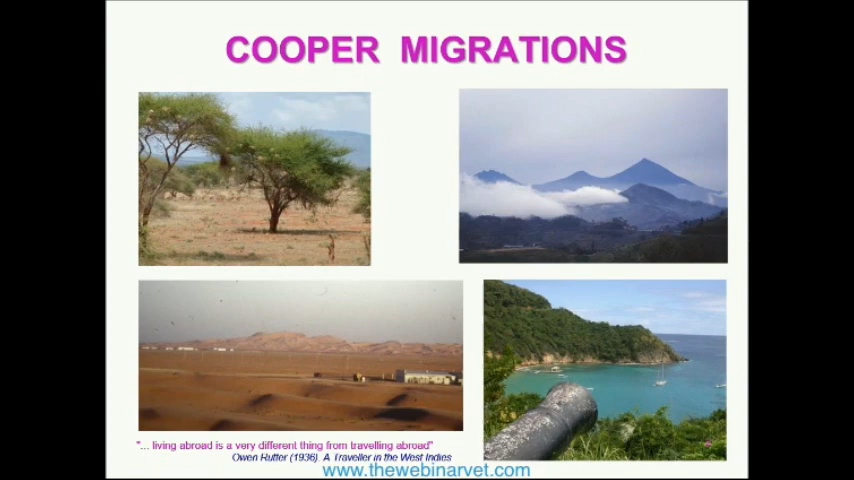 COOPER MIGRATIONS
"... living abroad is a very different thing from travelling abroad"
Owen Rutter (1936). A Traveller in the West Indies
www.thewebinarvet.com